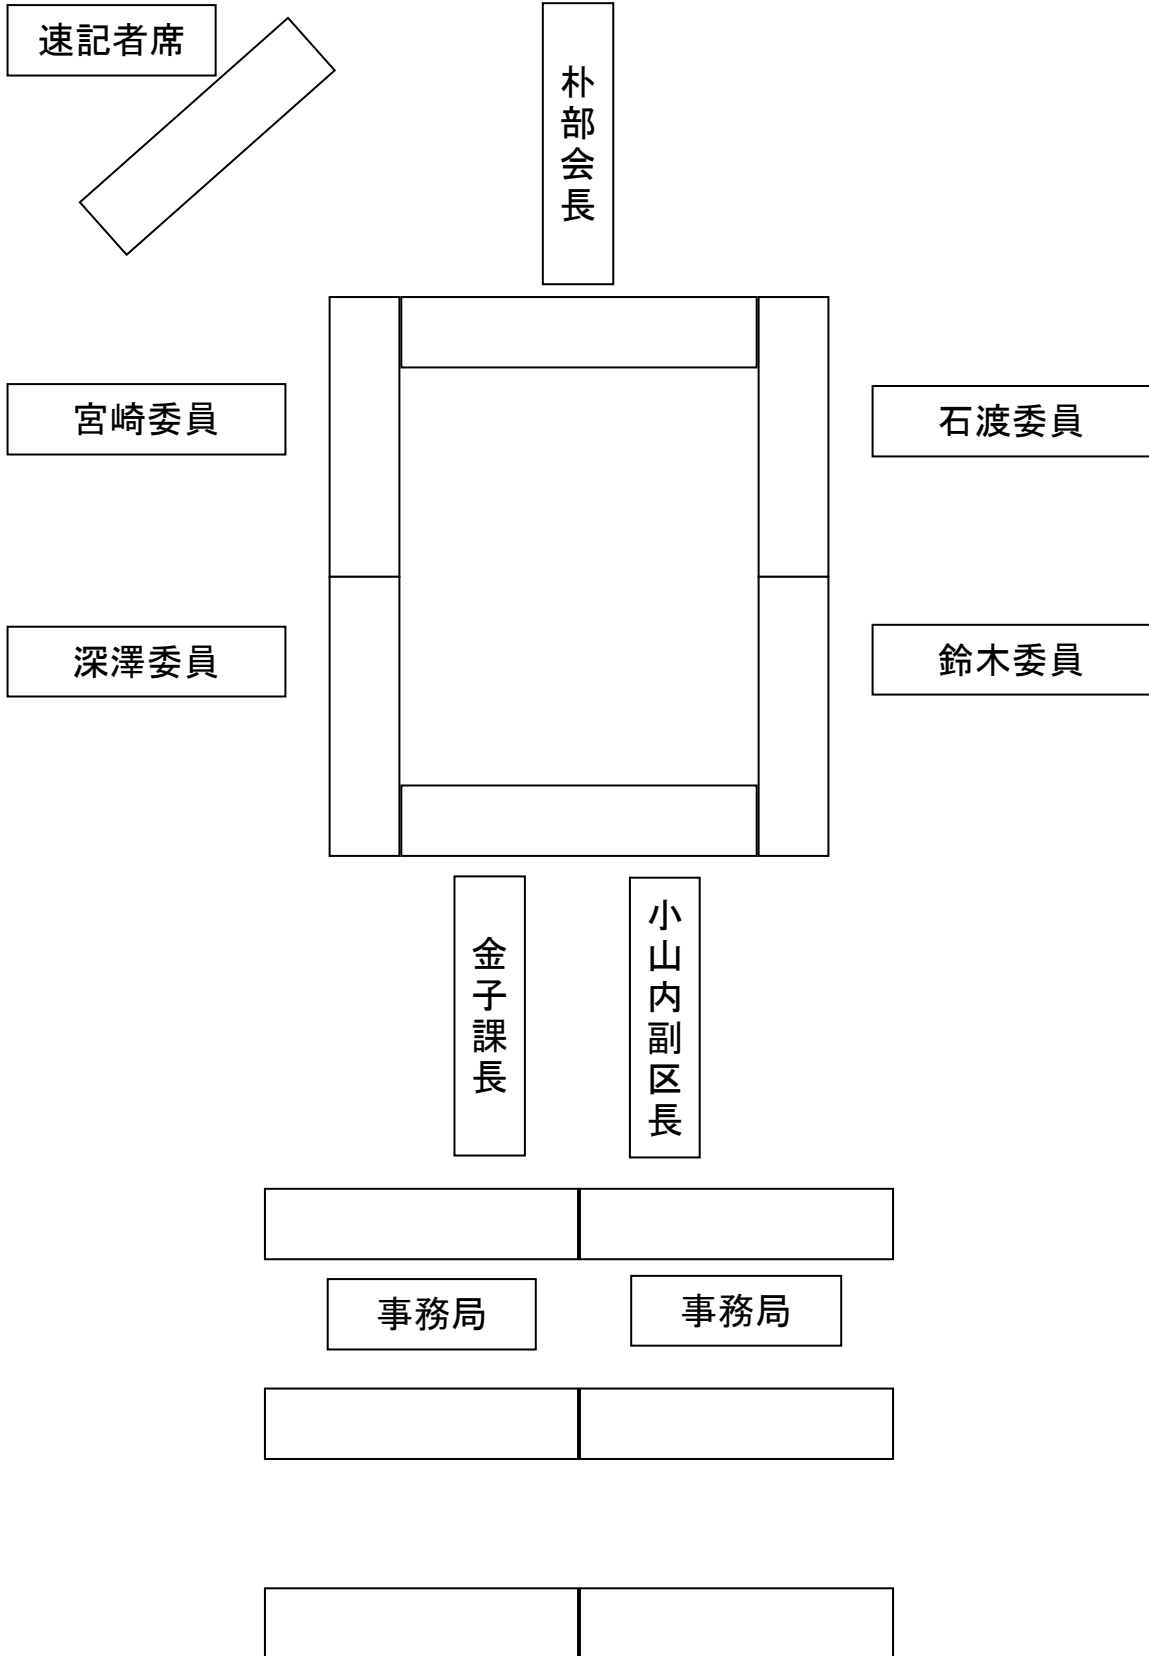 速記者席
朴部会長
宮崎委員
石渡委員
深澤委員
鈴木委員
金子課長
小山内副区長
事務局
事務局